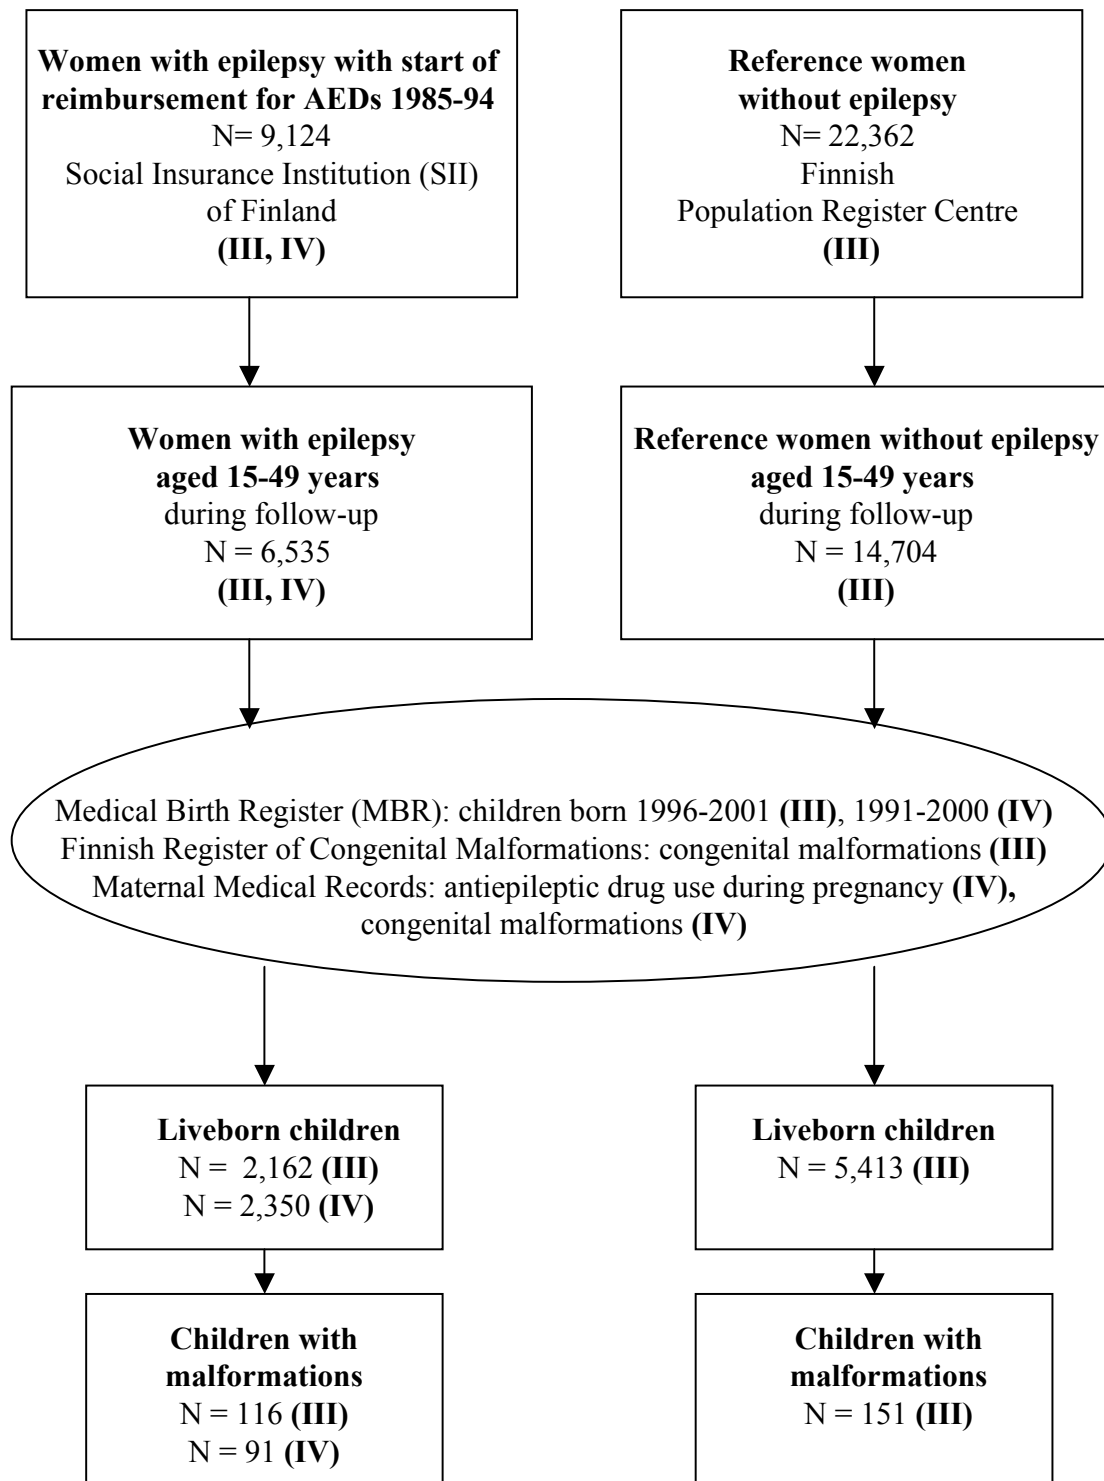 Women with epilepsy with start of
reimbursement for AEDs 1985-94
N= 9,124
Social Insurance Institution (SII)
of Finland
(III, IV)
Reference women
without epilepsy
N= 22,362
Finnish
Population Register Centre
(III)
Women with epilepsy
aged 15-49 years
during follow-up
N = 6,535
(III, IV)
Reference women without epilepsy
aged 15-49 years
during follow-up
N = 14,704
(III)
Medical Birth Register (MBR): children born 1996-2001 (III), 1991-2000 (IV)
Finnish Register of Congenital Malformations: congenital malformations (III)
Maternal Medical Records: antiepileptic drug use during pregnancy (IV),
congenital malformations (IV)
Liveborn children
N = 2,162 (III)
N = 2,350 (IV)
Liveborn children
N = 5,413 (III)
Children with
malformations
N = 116 (III)
N = 91 (IV)
Children with
malformations
N = 151 (III)